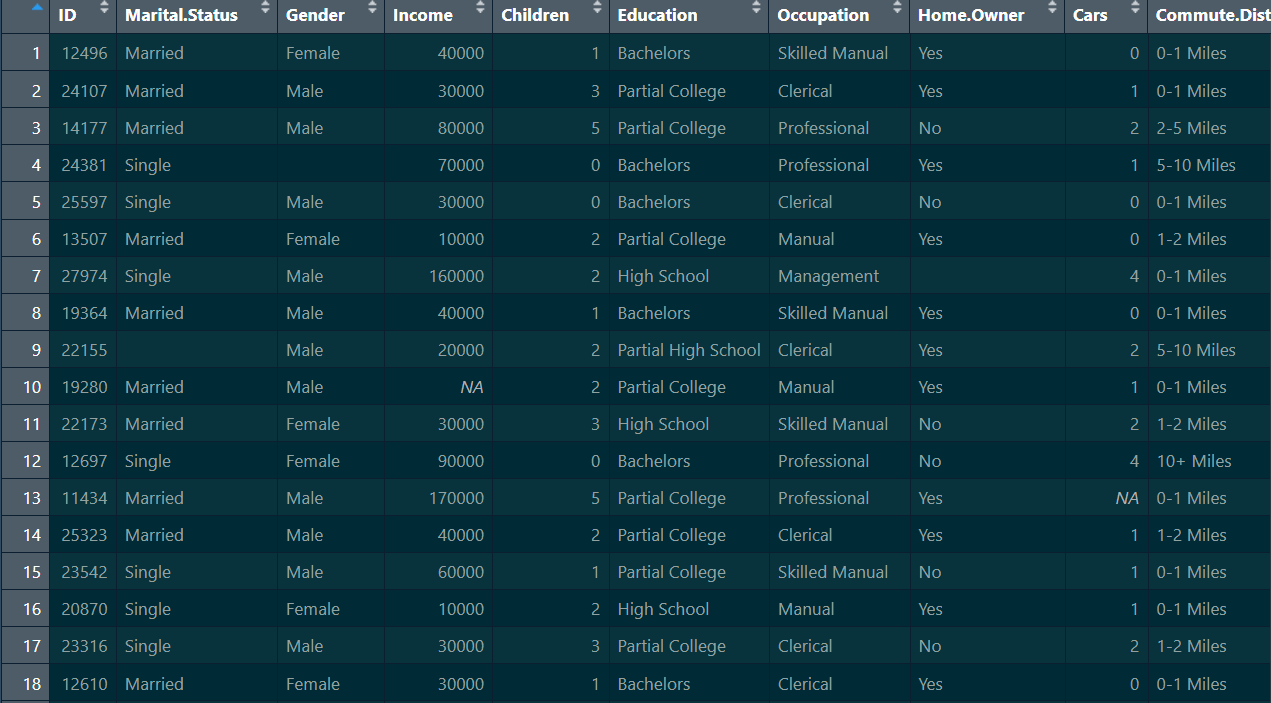 ID Marital.Status Gender Income Children Education Occupation Home.Owner Cars Commute.Dist
1 12496 Married Female 40000 1 Bachelors Skilled Manual Yes 0 0-1 Miles
2 24107 Married Male 30000 3 Partial College Clerical Yes 1 0-1 Miles
3 14177 Married Male 80000 5 Partial College Professional No 2 2-5 Miles
4 24381 Single 70000 0 Bachelors Professional Yes 1 5-10 Miles
5 25597 Single Male 30000 0 Bachelors Clerical No 0 0-1 Miles
6 13507 Married Female 10000 2 Partial College Manual Yes 0 1-2 Miles
7 27974 Single Male 160000 2 High School Management 4 0-1 Miles
8 19364 Married Male 40000 1 Bachelors Skilled Manual Yes 0 0-1 Miles
9 22155 Male 20000 2 Partial High School Clerical Yes 2 5-10 Miles
10 19280 Married Male NA 2 Partial College Manual Yes 1 0-1 Miles
11 22173 Married Female 30000 3 High School Skilled Manual No 2 1-2 Miles
12 12697 Single Female 90000 0 Bachelors Professional No 4 10+ Miles
13 11434 Married Male 170000 5 Partial College Professional Yes NA 0-1 Miles
14 25323 Married Male 40000 2 Partial College Clerical Yes 1 1-2 Miles
15 23542 Single Male 60000 1 Partial College Skilled Manual No 1 0-1 Miles
16 20870 Single Female 10000 2 High School Manual Yes 1 0-1 Miles
17 23316 Single Male 30000 3 Partial College Clerical No 2 1-2 Miles
18 12610 Married Female 30000 1 Bachelors Clerical Yes 0 0-1 Miles